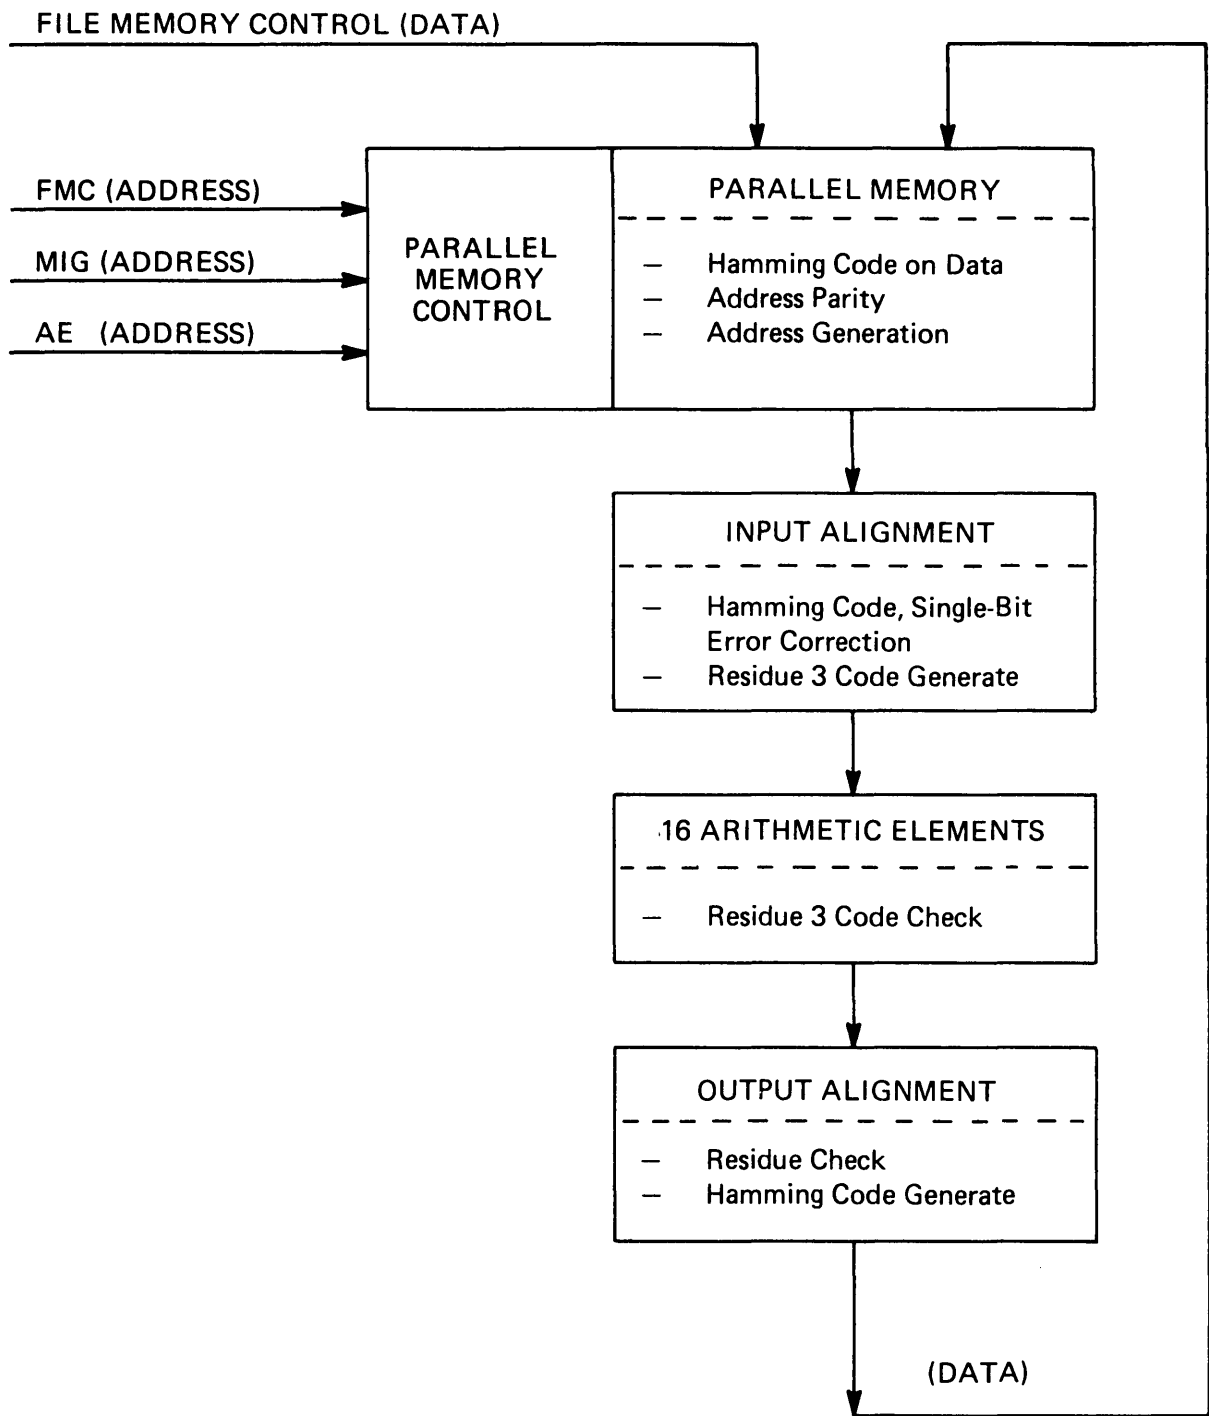 FILE MEMORY CONTROL (DATA)
FMC (ADDRESS)
MIG (ADDRESS)
AE (ADDRESS)
PARALLEL
MEMORY
CONTROL
PARALLEL MEMORY
– Hamming Code on Data
– Address Parity
– Address Generation
INPUT ALIGNMENT
– Hamming Code, Single-Bit
Error Correction
– Residue 3 Code Generate
16 ARITHMETIC ELEMENTS
– Residue 3 Code Check
OUTPUT ALIGNMENT
– Residue Check
– Hamming Code Generate
(DATA)